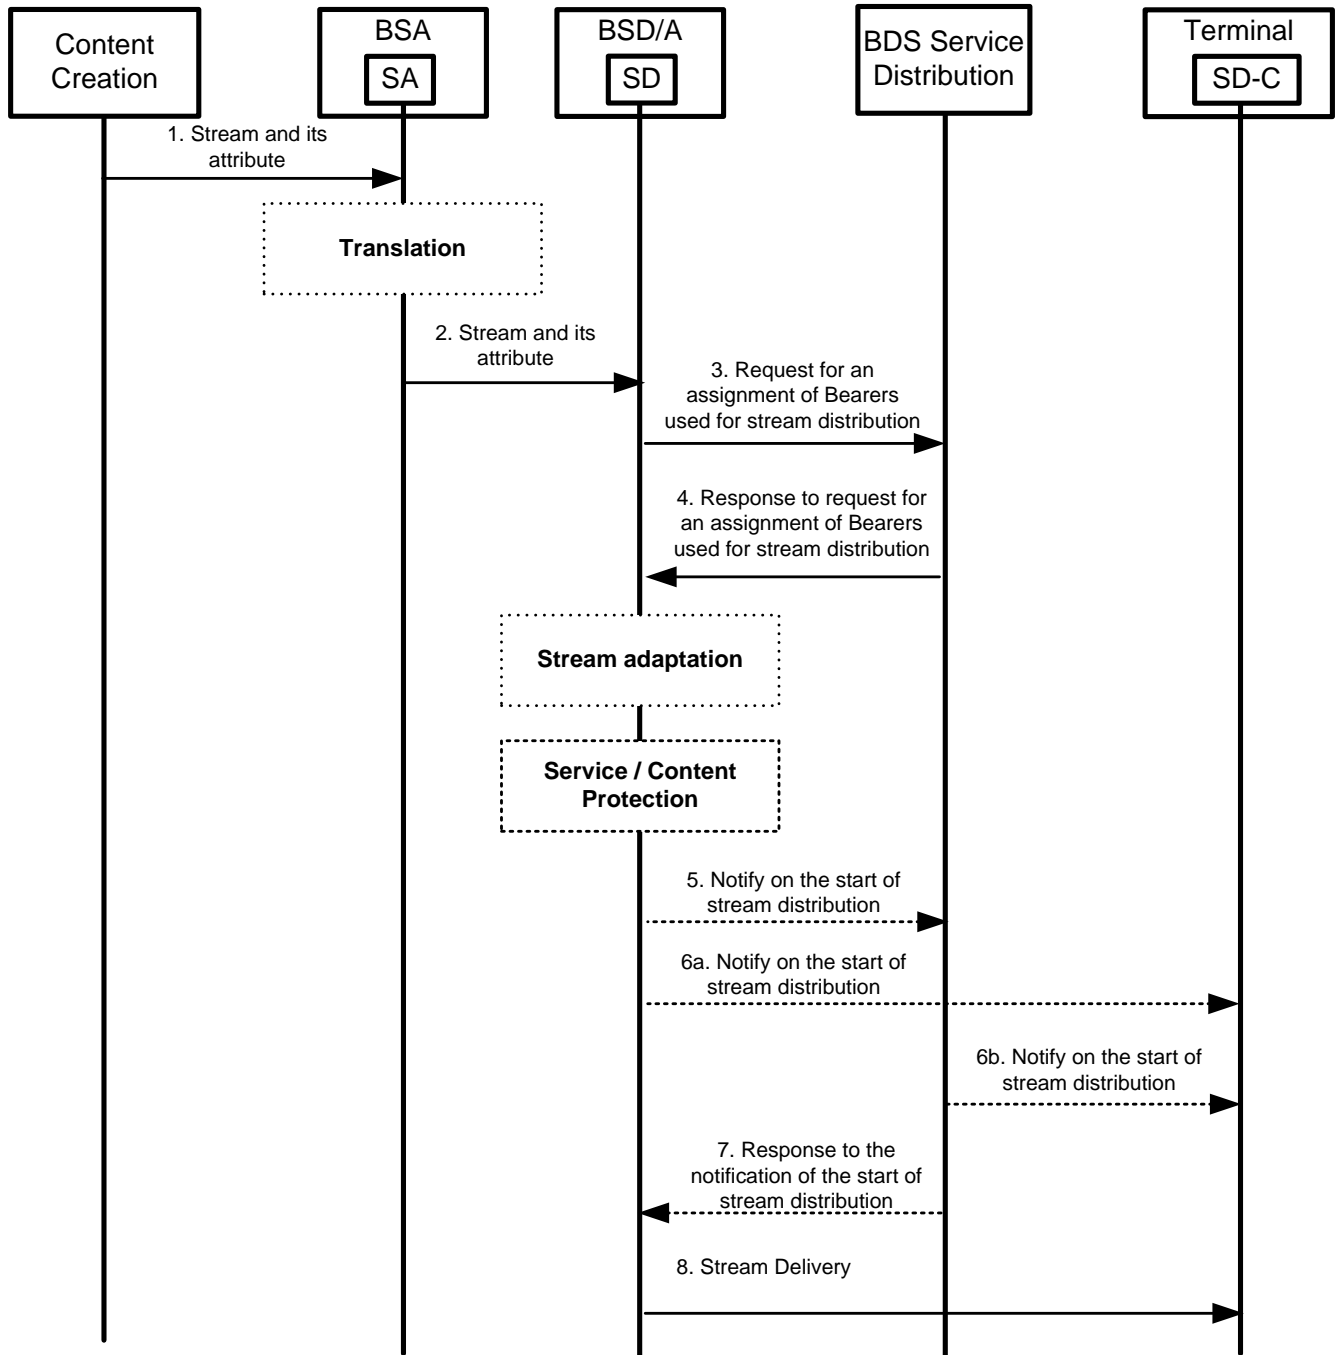 Content
Creation
BSA
SA
BSD/A
SD
BDS Service
Distribution
Terminal
SD-C
1. Stream and its
attribute
Translation
2. Stream and its
attribute
3. Request for an
assignment of Bearers
used for stream distribution
4. Response to request for
an assignment of Bearers
used for stream distribution
Stream adaptation
Service / Content
Protection
5. Notify on the start of
stream distribution
6a. Notify on the start of
stream distribution
6b. Notify on the start of
stream distribution
7. Response to the
notification of the start of
stream distribution
8. Stream Delivery